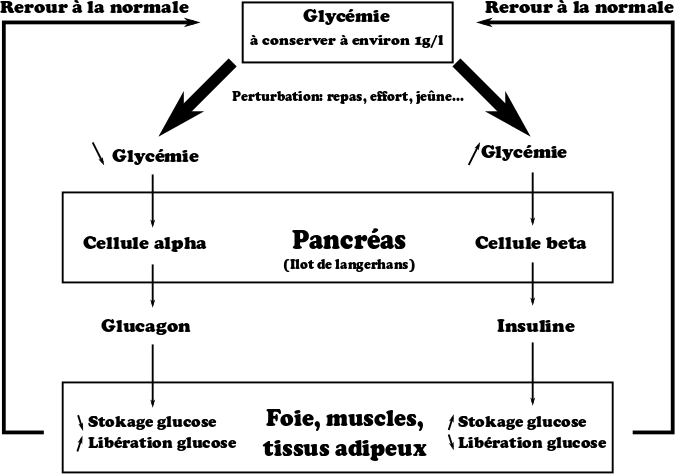 Rerour à la normale
Glycémie
à conserver à environ 1g/l
Rerour à la normale
Perturbation: repas, effort, jeûne...
Glycémie
Glycémie
Cellule alpha
Pancréas
(Ilot de langerhans)
Cellule beta
Glucagon
Insuline
Stokage glucose
Libération glucose
Foie, muscles,
tissus adipeux
Stokage glucose
Libération glucose